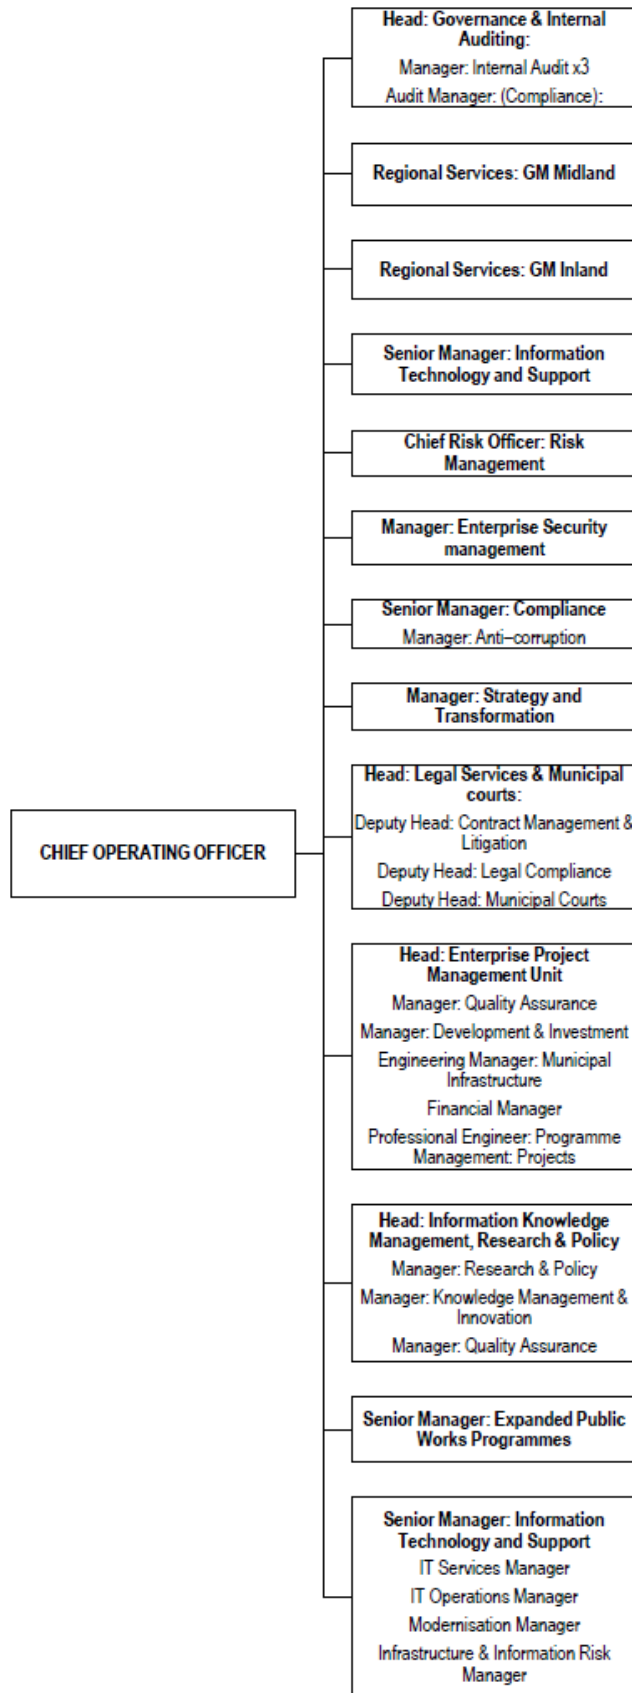 Head: Governance & Internal
Auditing:
Manager: Internal Audit x3
Audit Manager: (Compliance):
Regional Services: GM Midland
Regional Services: GM Inland
Senior Manager: Information
Technology and Support
Chief Risk Officer: Risk
Management
Manager: Enterprise Security
management
Senior Manager: Compliance
Manager: Anti–corruption
Manager: Strategy and
Transformation
Head: Legal Services & Municipal
courts:
Deputy Head: Contract Management &
Litigation
Deputy Head: Legal Compliance
Deputy Head: Municipal Courts
CHIEF OPERATING OFFICER
Head: Enterprise Project
Management Unit
Manager: Quality Assurance
Manager: Development & Investment
Engineering Manager: Municipal
Infrastructure
Financial Manager
Professional Engineer: Programme
Management: Projects
Head: Information Knowledge
Management, Research & Policy
Manager: Research & Policy
Manager: Knowledge Management &
Innovation
Manager: Quality Assurance
Senior Manager: Expanded Public
Works Programmes
Senior Manager: Information
Technology and Support
IT Services Manager
IT Operations Manager
Modernisation Manager
Infrastructure & Information Risk
Manager